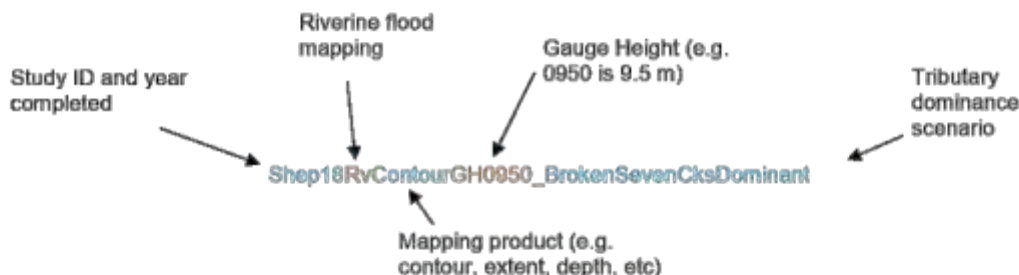 Riverine flood
mapping
Gauge Height (e.g.
0950 is 9.5 m)
Study ID and year
completed
Tributary
dominance
scenario
Shep18RvContourGH0950_BrokenSevenCksDominant
Mapping product (e.g.
contour, extent, depth, etc)